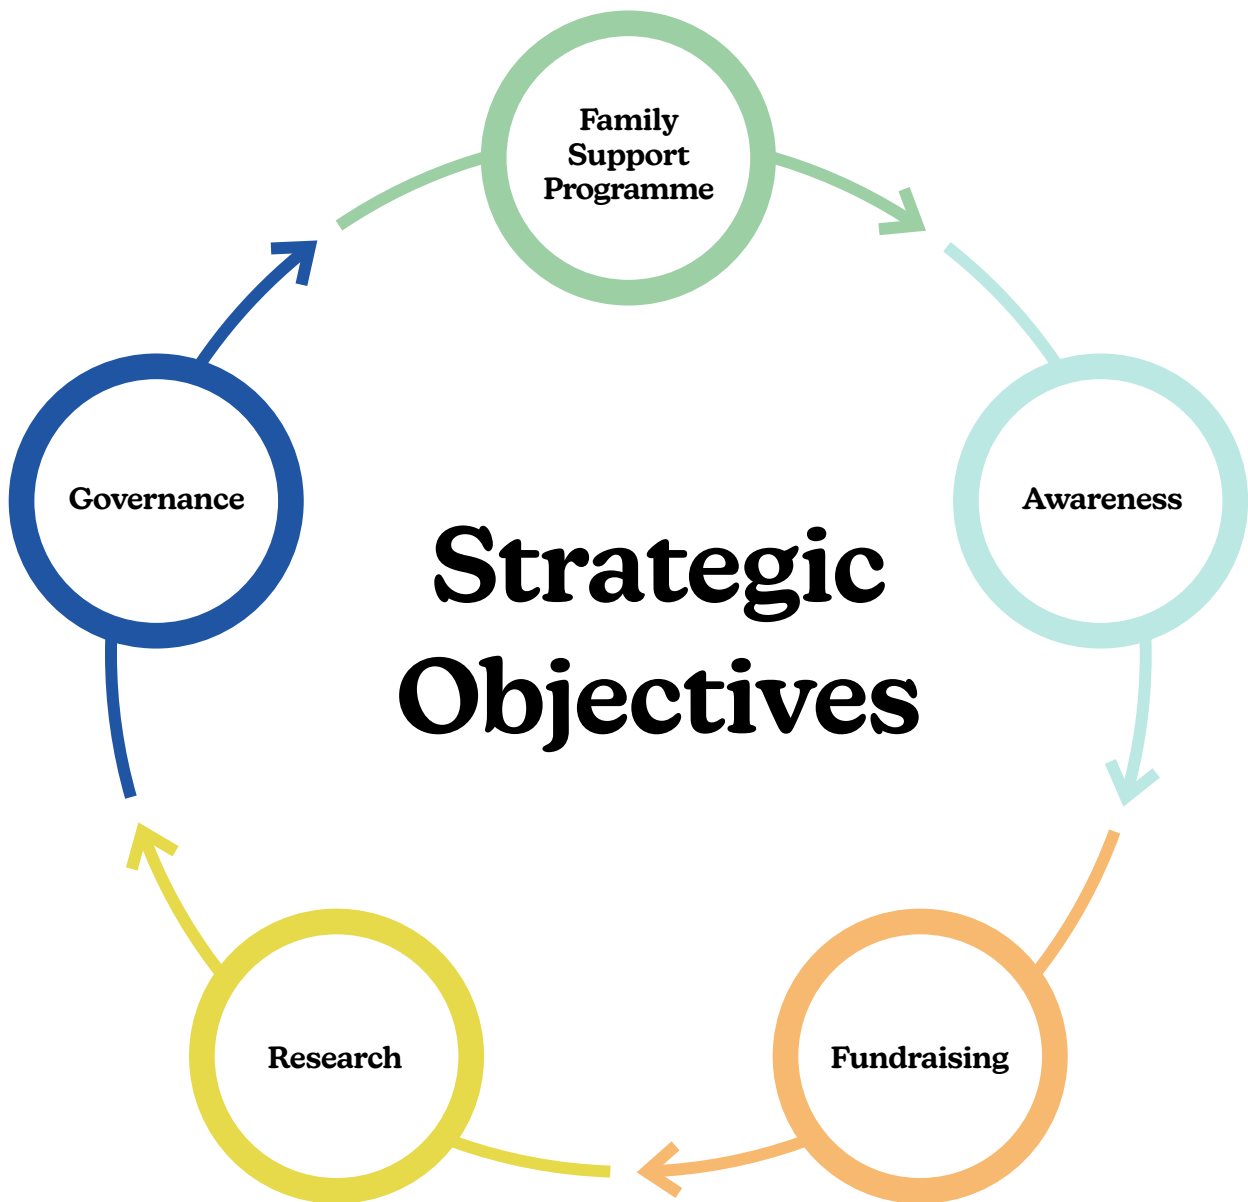 Family
Support
Programme
Governance
Awareness
Strategic
Objectives
Research
Fundraising